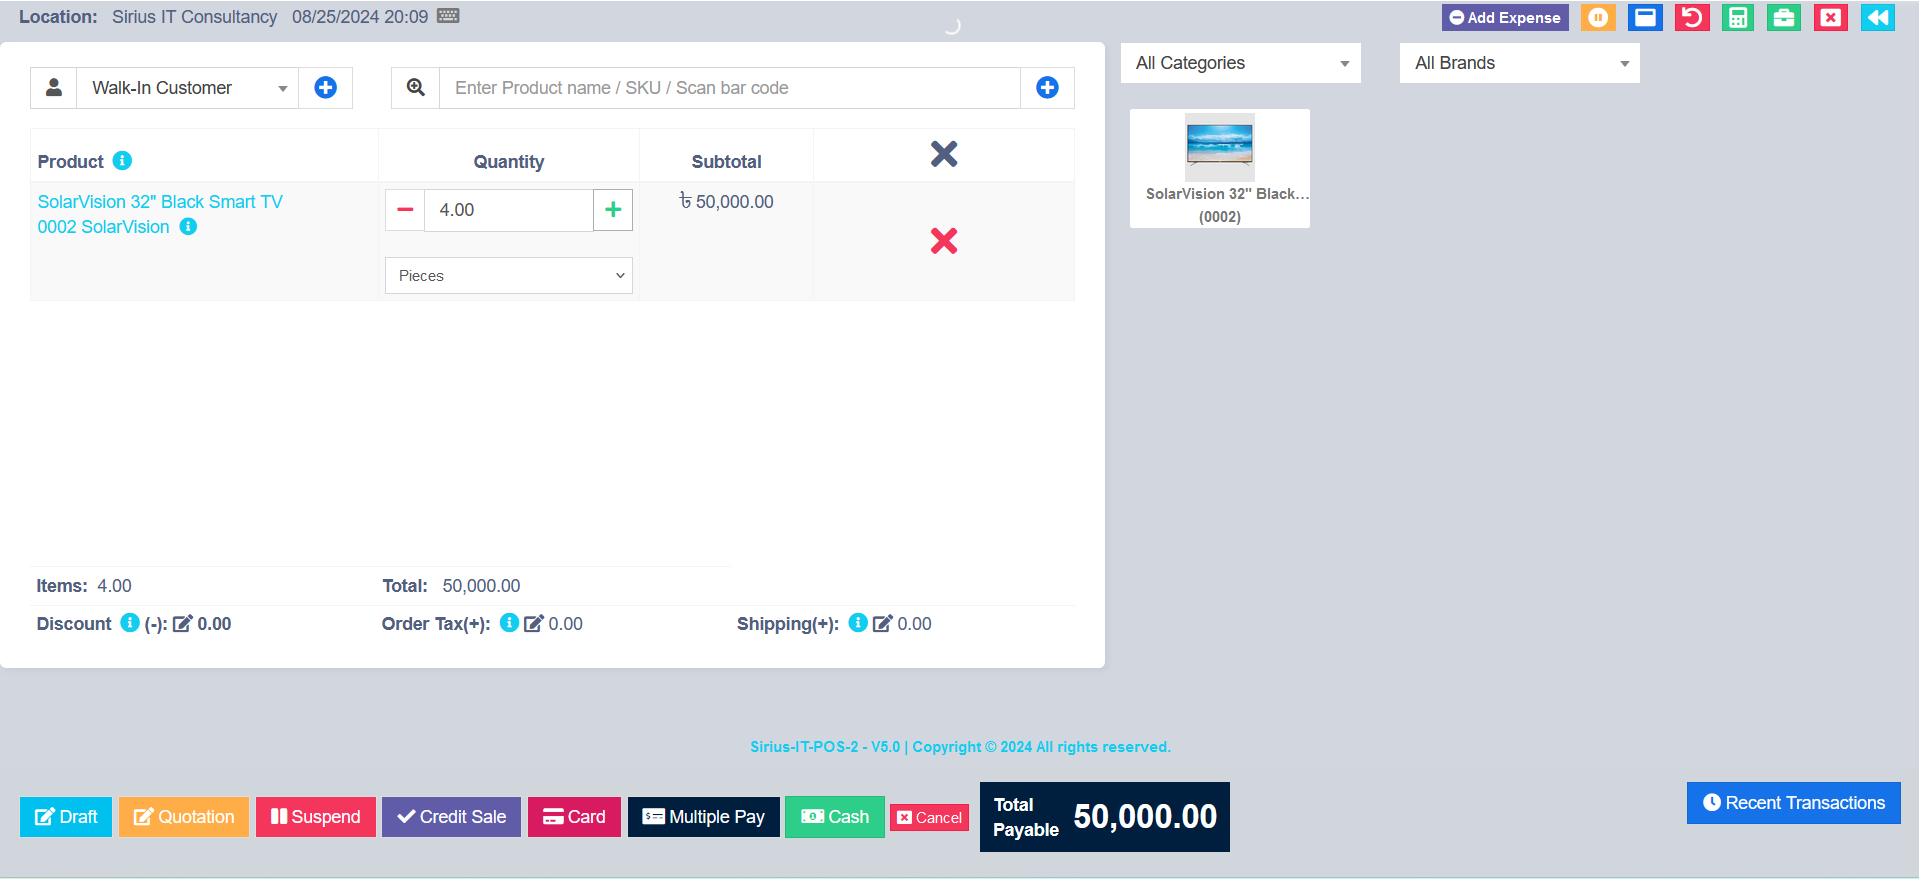 Location: Sirius IT Consultancy 08/25/2024 20:09
Add Expense
Walk-In Customer
Enter Product name / SKU / Scan bar code
All Categories
All Brands
Product
Quantity
Subtotal
SolarVision 32" Black Smart TV
0002 SolarVision
4.00
৳ 50,000.00
Pieces
SolarVision 32" Black...
(0002)
Items: 4.00
Total: 50,000.00
Discount (-): 0.00
Order Tax(+): 0.00
Shipping(+): 0.00
Sirius-IT-POS-2 - V5.0 | Copyright © 2024 All rights reserved.
Draft
Quotation
Suspend
Credit Sale
Card
Multiple Pay
Cash
Cancel
Total
Payable
50,000.00
Recent Transactions